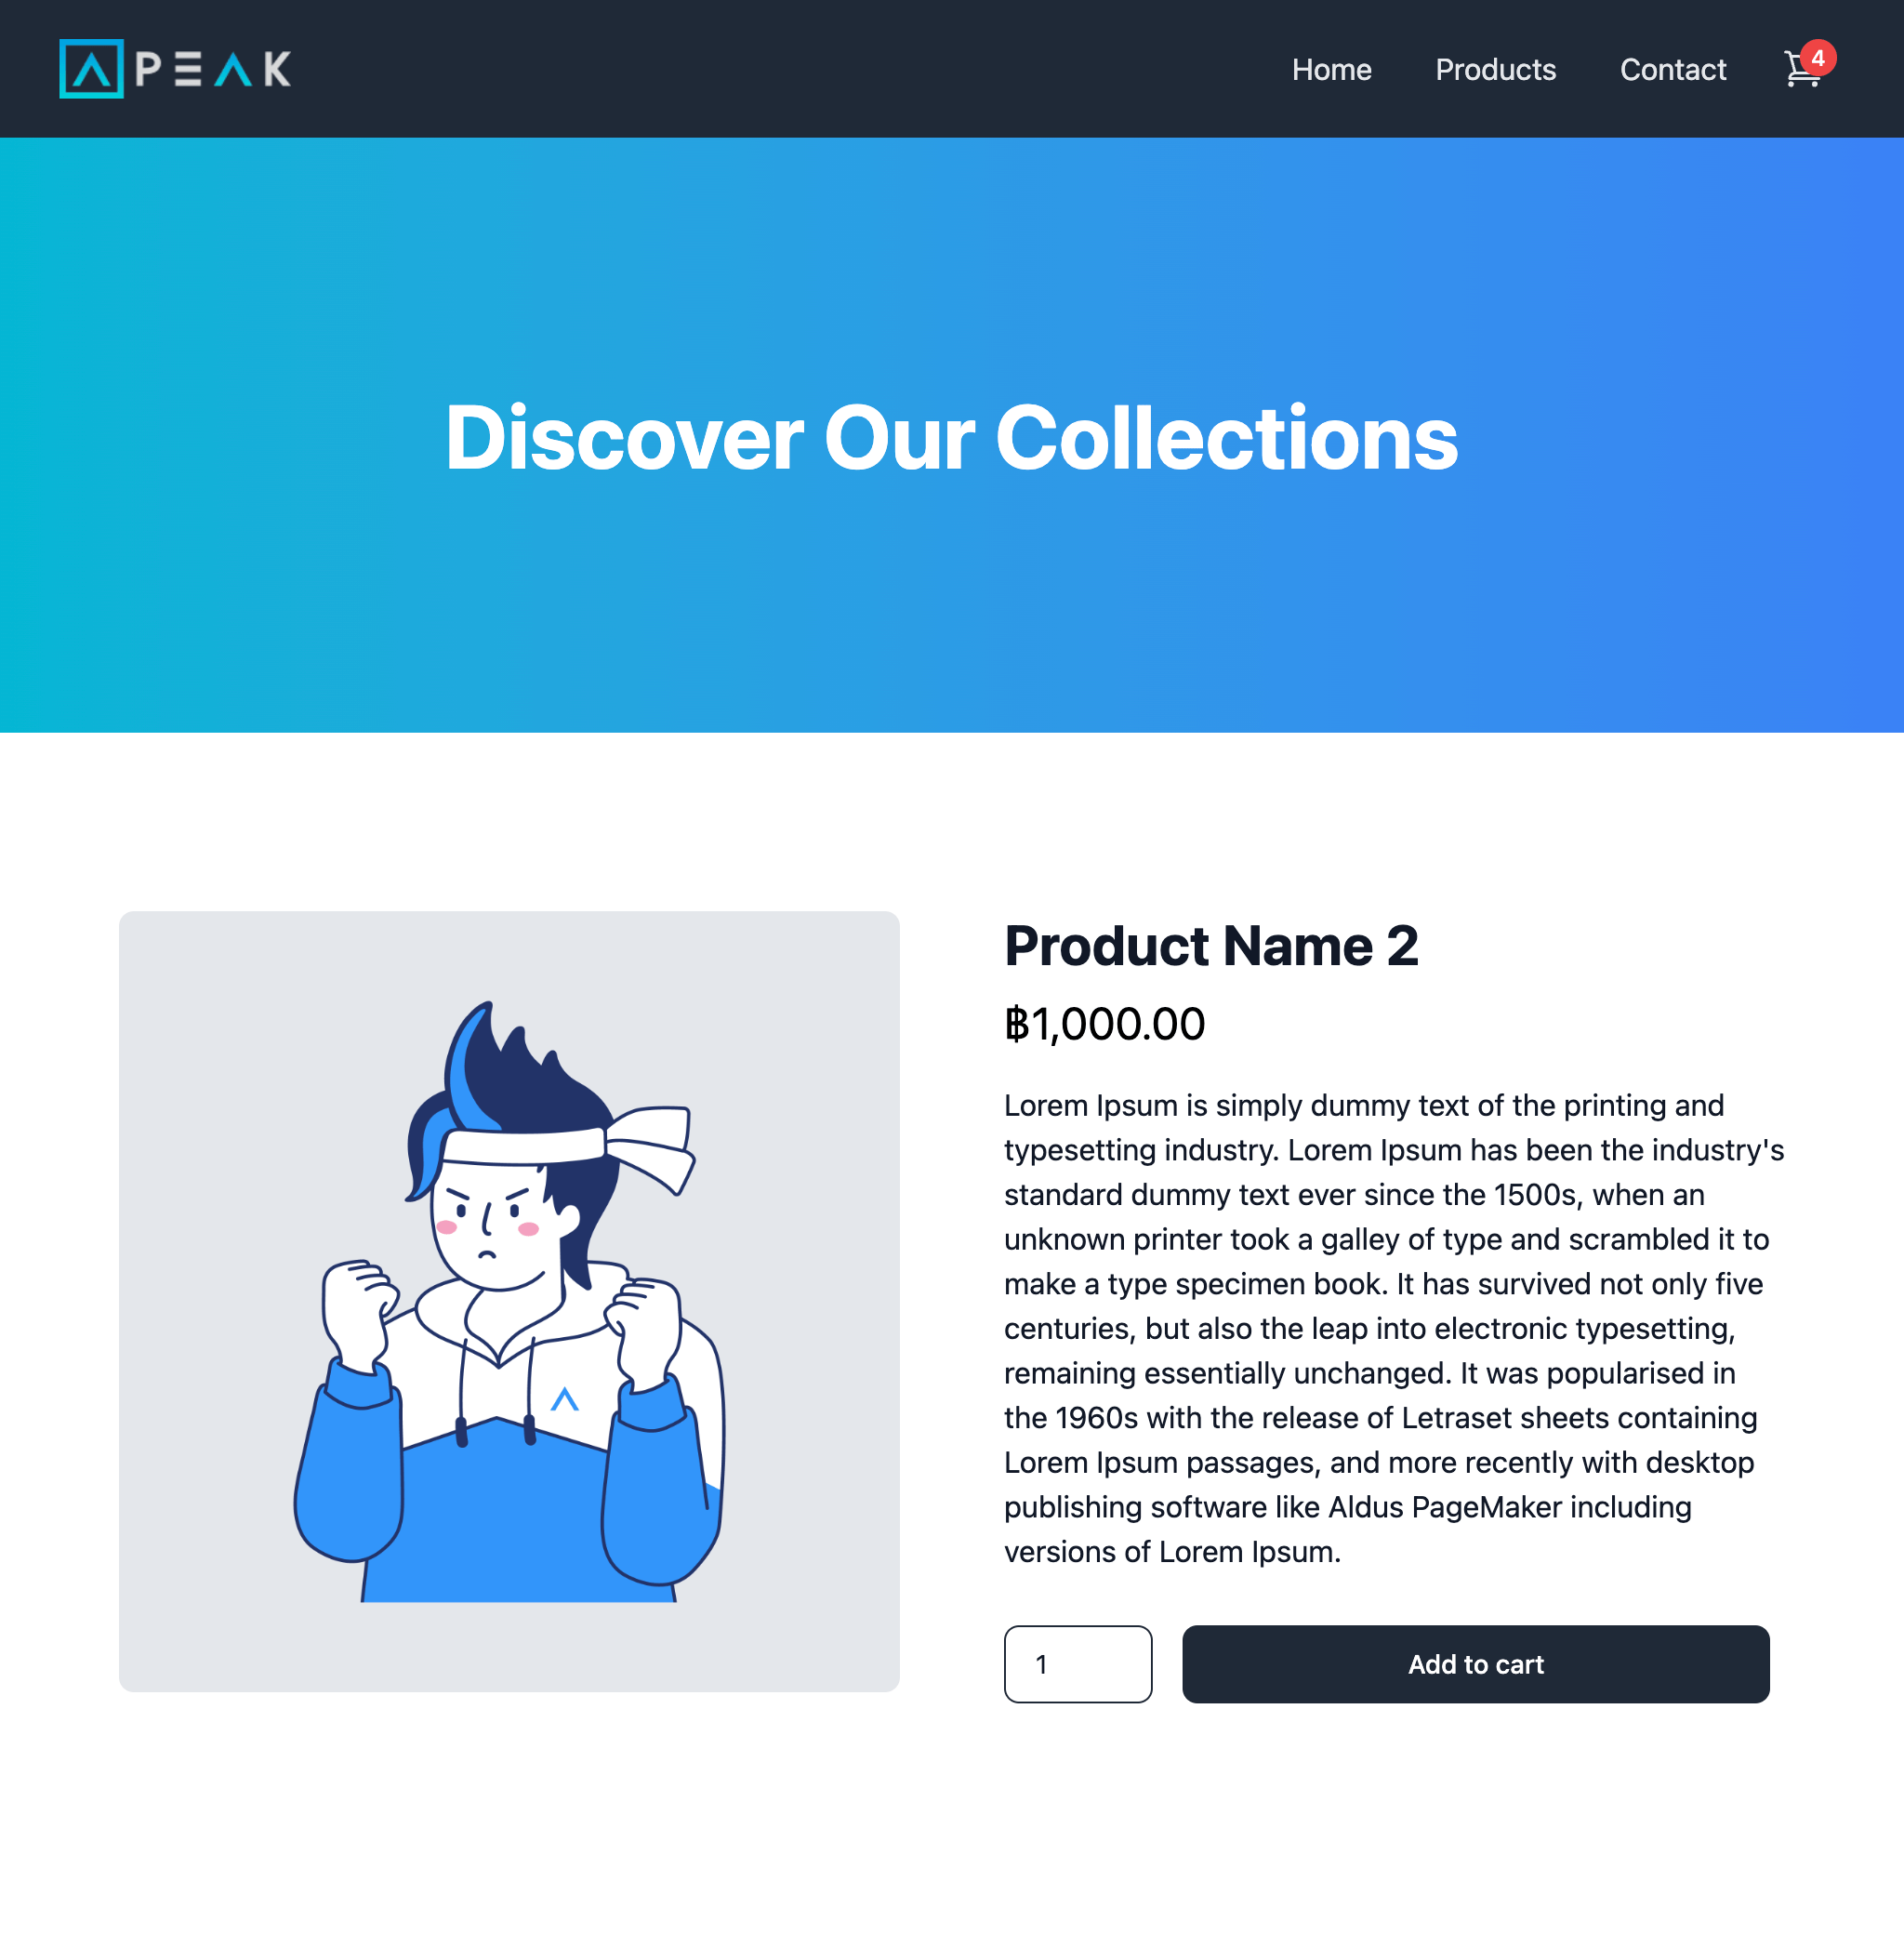 PEAK
Home Products Contact 4
Discover Our Collections
Product Name 2
฿1,000.00
Lorem Ipsum is simply dummy text of the printing and
typesetting industry. Lorem Ipsum has been the industry's
standard dummy text ever since the 1500s, when an
unknown printer took a galley of type and scrambled it to
make a type specimen book. It has survived not only five
centuries, but also the leap into electronic typesetting,
remaining essentially unchanged. It was popularised in
the 1960s with the release of Letraset sheets containing
Lorem Ipsum passages, and more recently with desktop
publishing software like Aldus PageMaker including
versions of Lorem Ipsum.
1 Add to cart